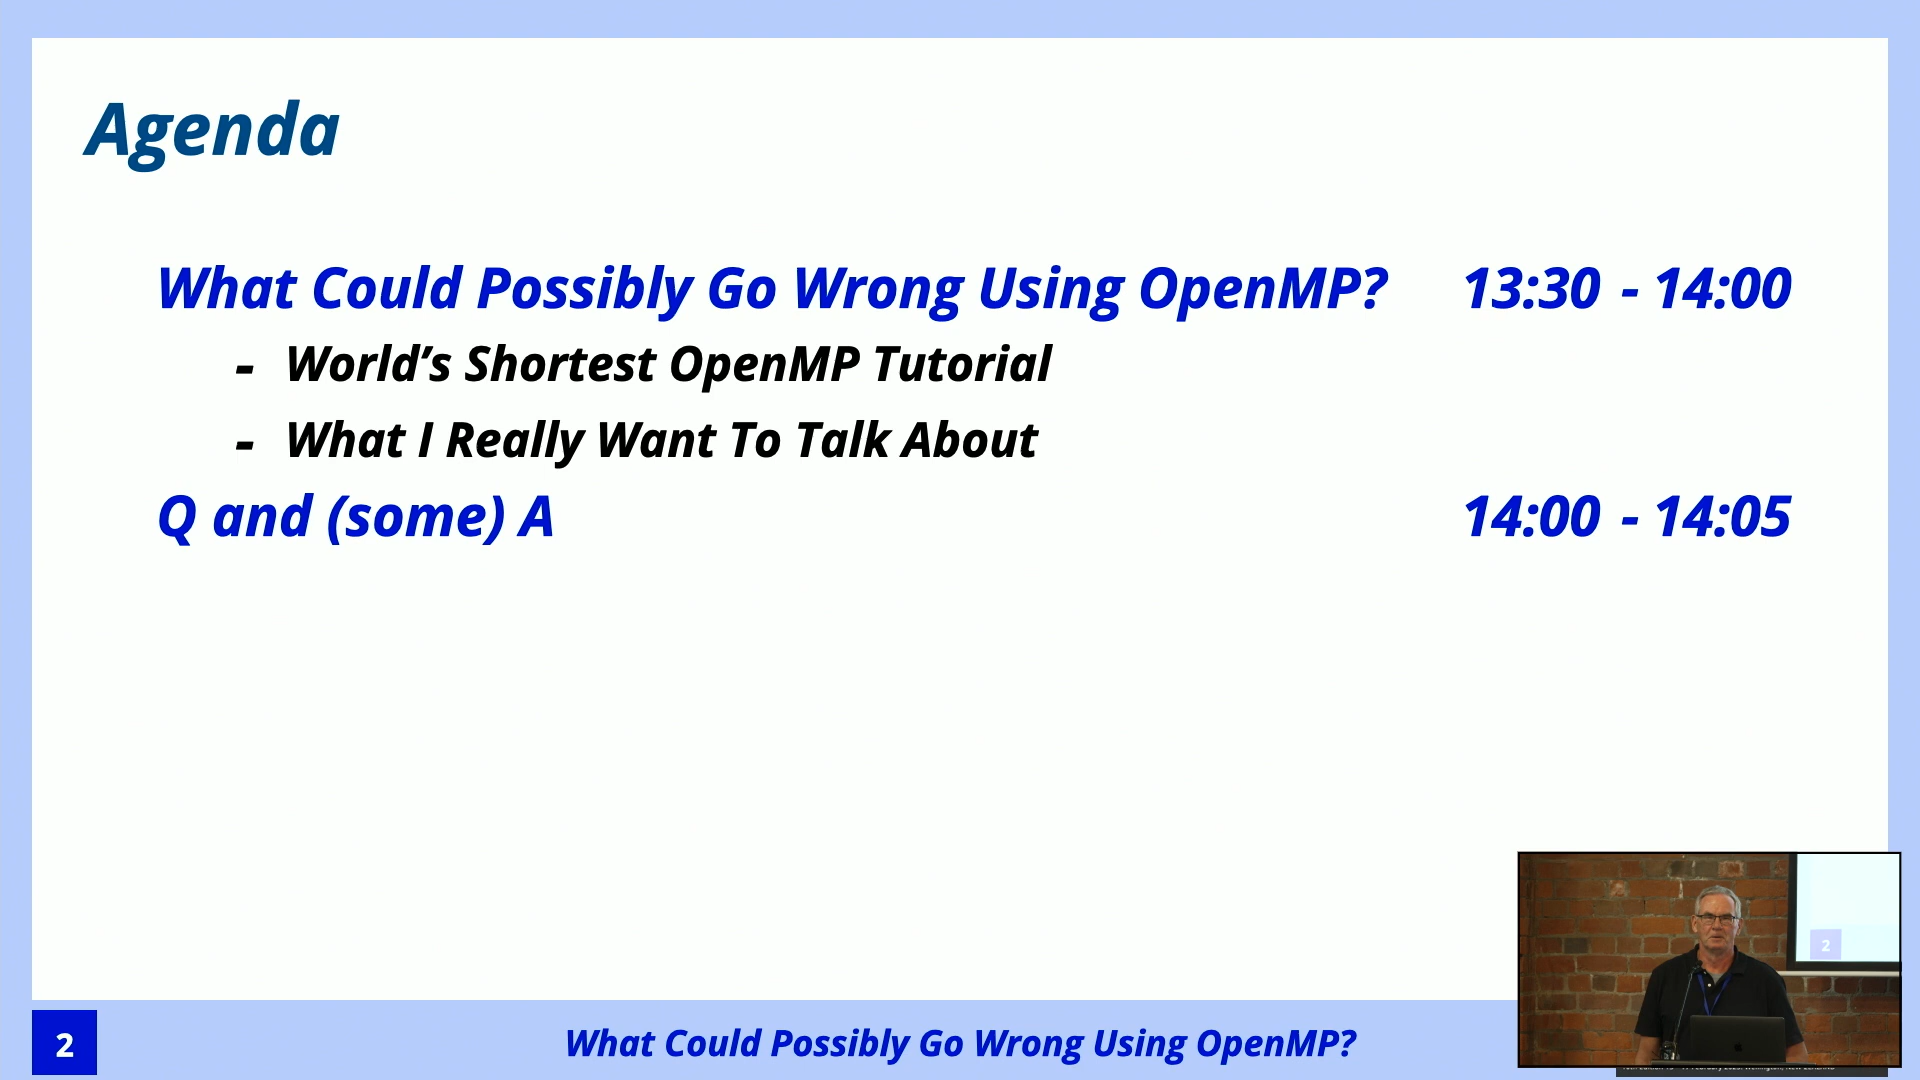 Agenda
What Could Possibly Go Wrong Using OpenMP? 13:30 - 14:00
- World’s Shortest OpenMP Tutorial
- What I Really Want To Talk About
Q and (some) A 14:00 - 14:05
2
2
What Could Possibly Go Wrong Using OpenMP?